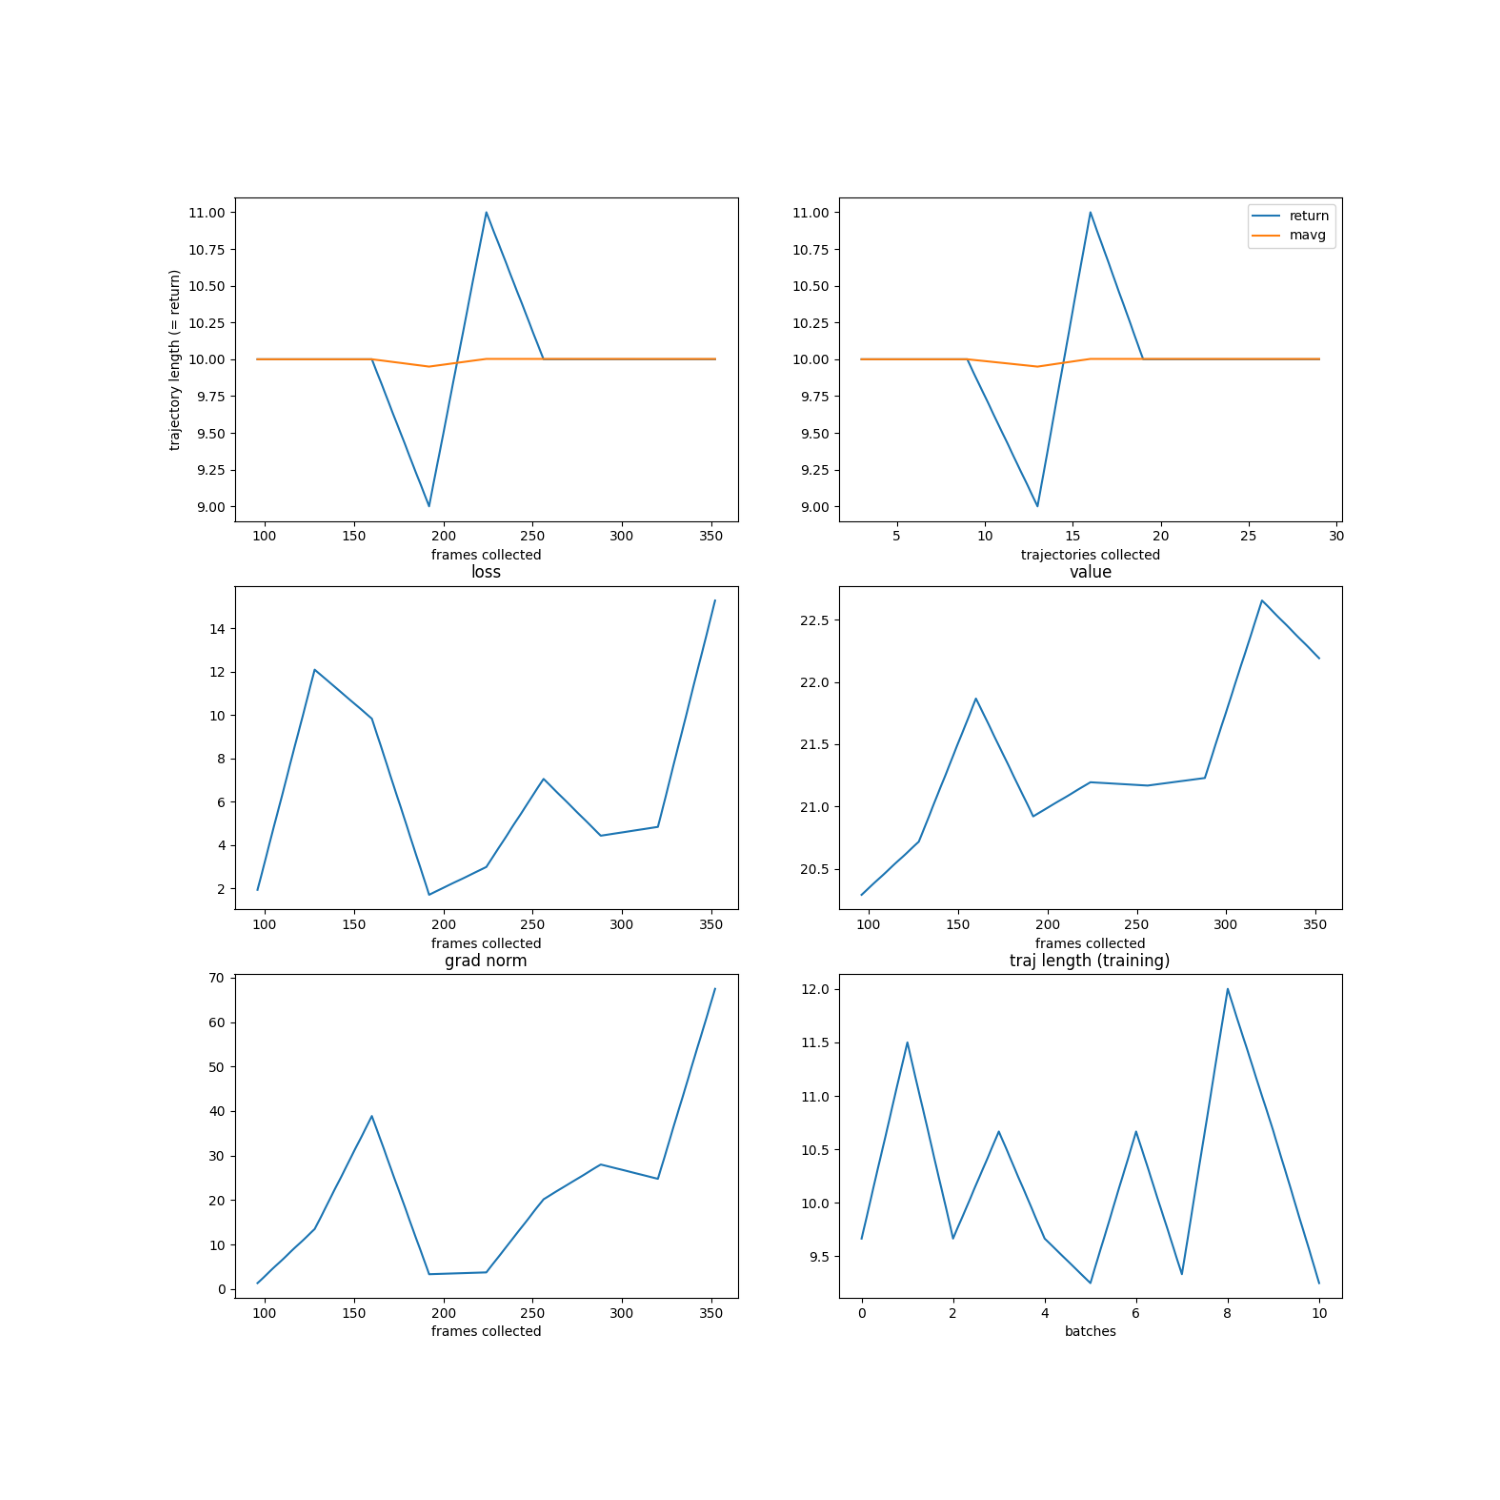 11.00
10.75
10.50
10.25
10.00
9.75
9.50
9.25
9.00
trajectory length (= return)
100 150 200 250 300 350
frames collected
11.00
10.75
10.50
10.25
10.00
9.75
9.50
9.25
9.00
return
mavg
5 10 15 20 25 30
trajectories collected
loss
14
12
10
8
6
4
2
100 150 200 250 300 350
frames collected
value
22.5
22.0
21.5
21.0
20.5
100 150 200 250 300 350
frames collected
grad norm
70
60
50
40
30
20
10
0
100 150 200 250 300 350
frames collected
traj length (training)
12.0
11.5
11.0
10.5
10.0
9.5
0 2 4 6 8 10
batches